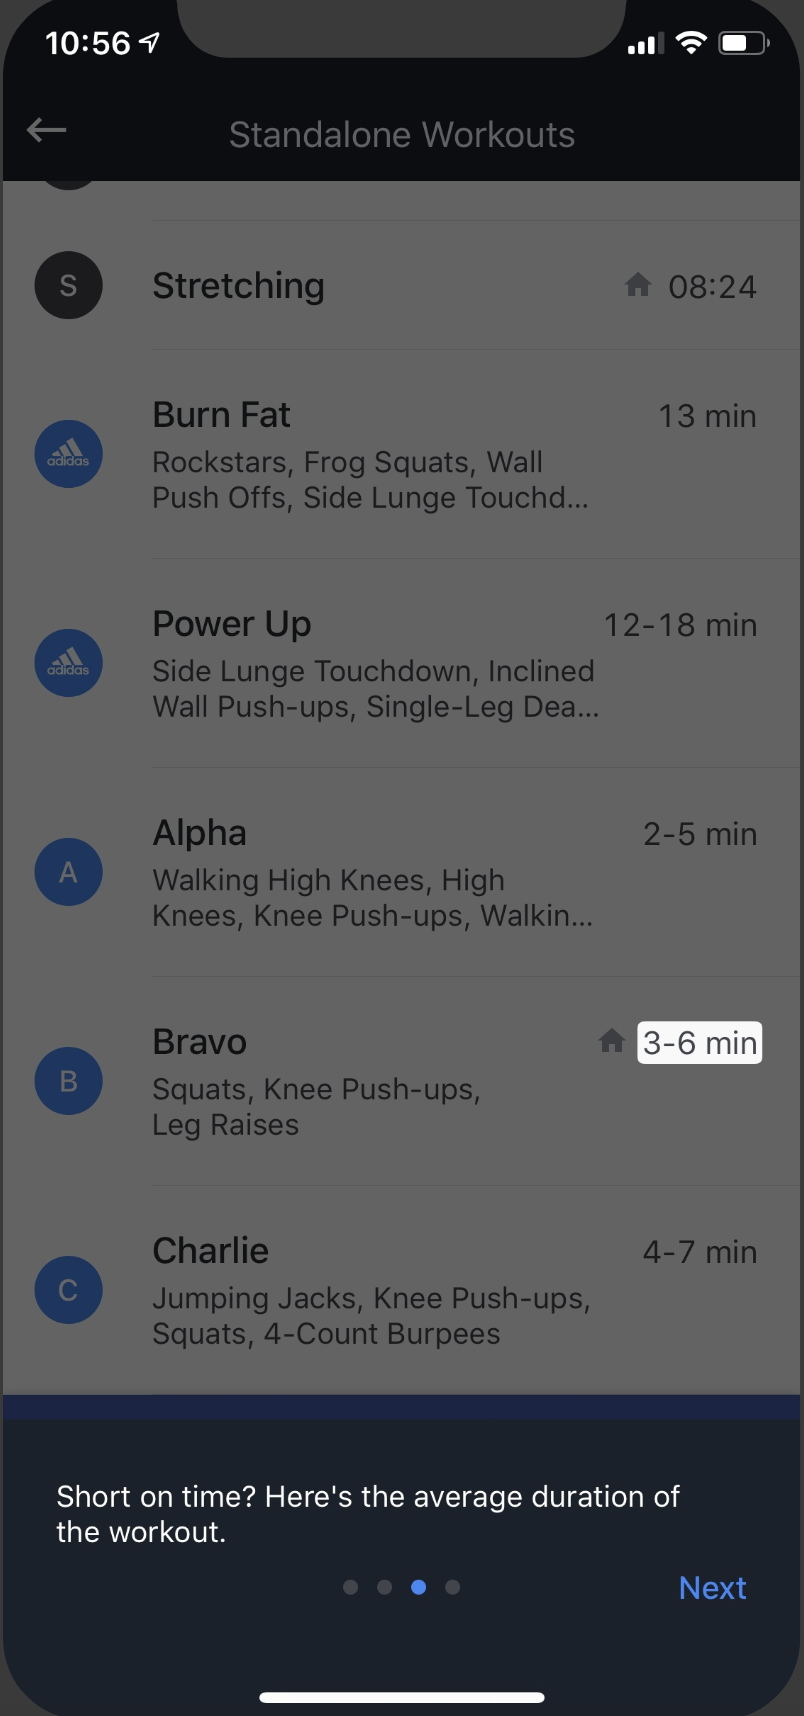 10:56
Standalone Workouts
S
Stretching
08:24
Burn Fat
13 min
adidas
Rockstars, Frog Squats, Wall
Push Offs, Side Lunge Touchd...
Power Up
12-18 min
adidas
Side Lunge Touchdown, Inclined
Wall Push-ups, Single-Leg Dea...
Alpha
2-5 min
A
Walking High Knees, High
Knees, Knee Push-ups, Walkin...
Bravo
3-6 min
B
Squats, Knee Push-ups,
Leg Raises
Charlie
4-7 min
C
Jumping Jacks, Knee Push-ups,
Squats, 4-Count Burpees
Short on time? Here's the average duration of
the workout.
Next